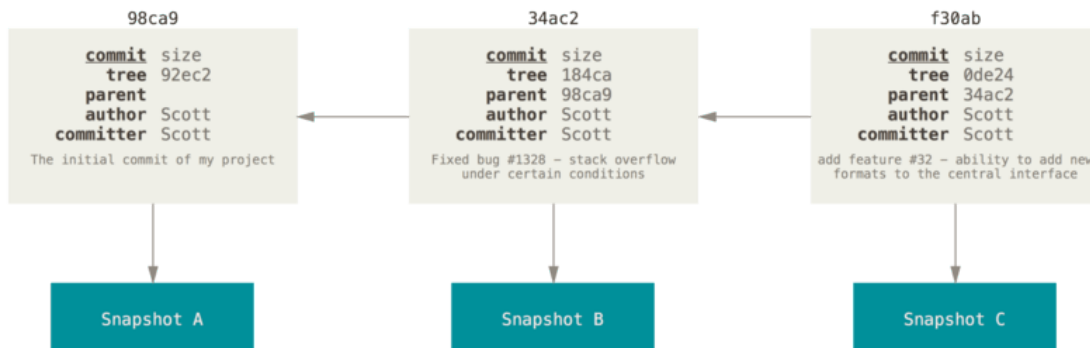 98ca9
commit size
tree 92ec2
parent
author Scott
committer Scott
The initial commit of my project
Snapshot A
34ac2
commit size
tree 184ca
parent 98ca9
author Scott
committer Scott
Fixed bug #1328 – stack overflow
under certain conditions
Snapshot B
f30ab
commit size
tree 0de24
parent 34ac2
author Scott
committer Scott
add feature #32 – ability to add new
formats to the central interface
Snapshot C